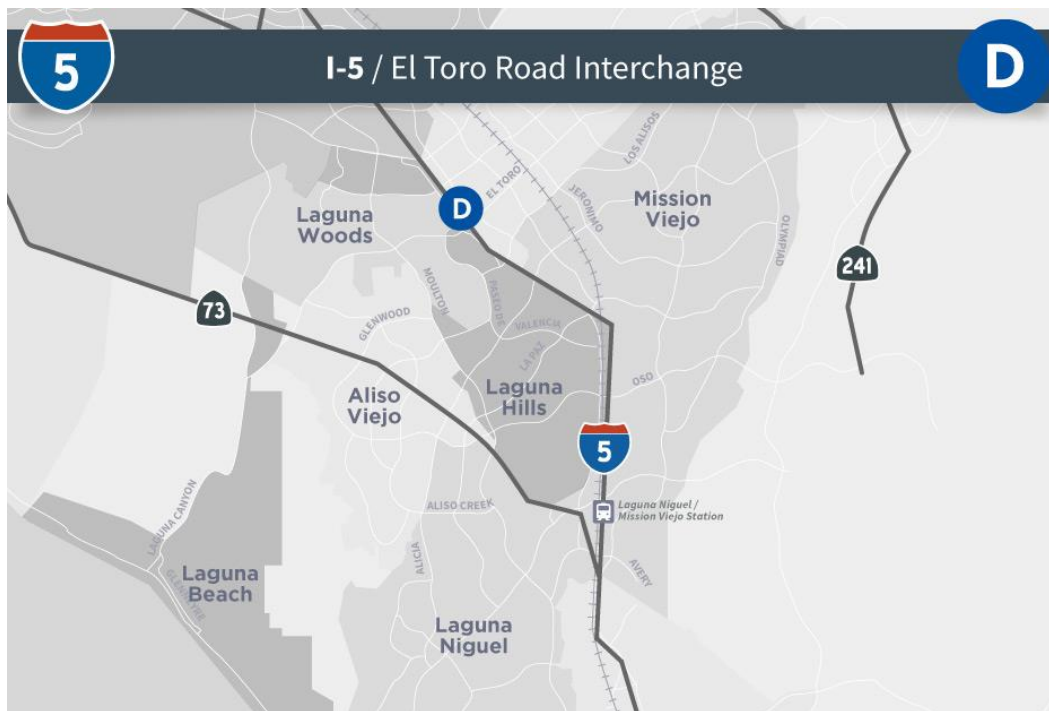 5
I-5 / El Toro Road Interchange
D
LOS ALISOS
EL TORO
JERONIMO
Mission
Viejo
D
Laguna
Woods
OLYMPIAD
241
MOULTON
PASEO DE
VALENCIA
73
GLENWOOD
LA PAZ
OSO
Laguna
Hills
Aliso
Viejo
5
ALISO CREEK
Laguna Niguel /
Mission Viejo Station
LAGUNA CANYON
ALICIA
AVERY
GLENNEYRE
Laguna
Beach
Laguna
Niguel